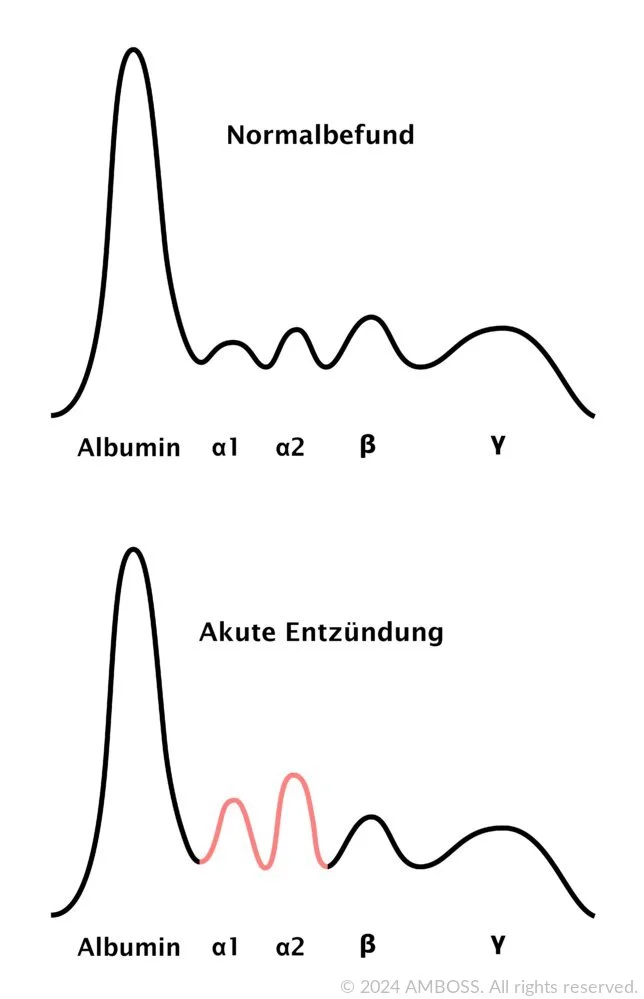 Normalbefund
Albumin α1 α2 β γ
Akute Entzündung
Albumin α1 α2 β γ
© 2024 AMBOSS. All rights reserved.